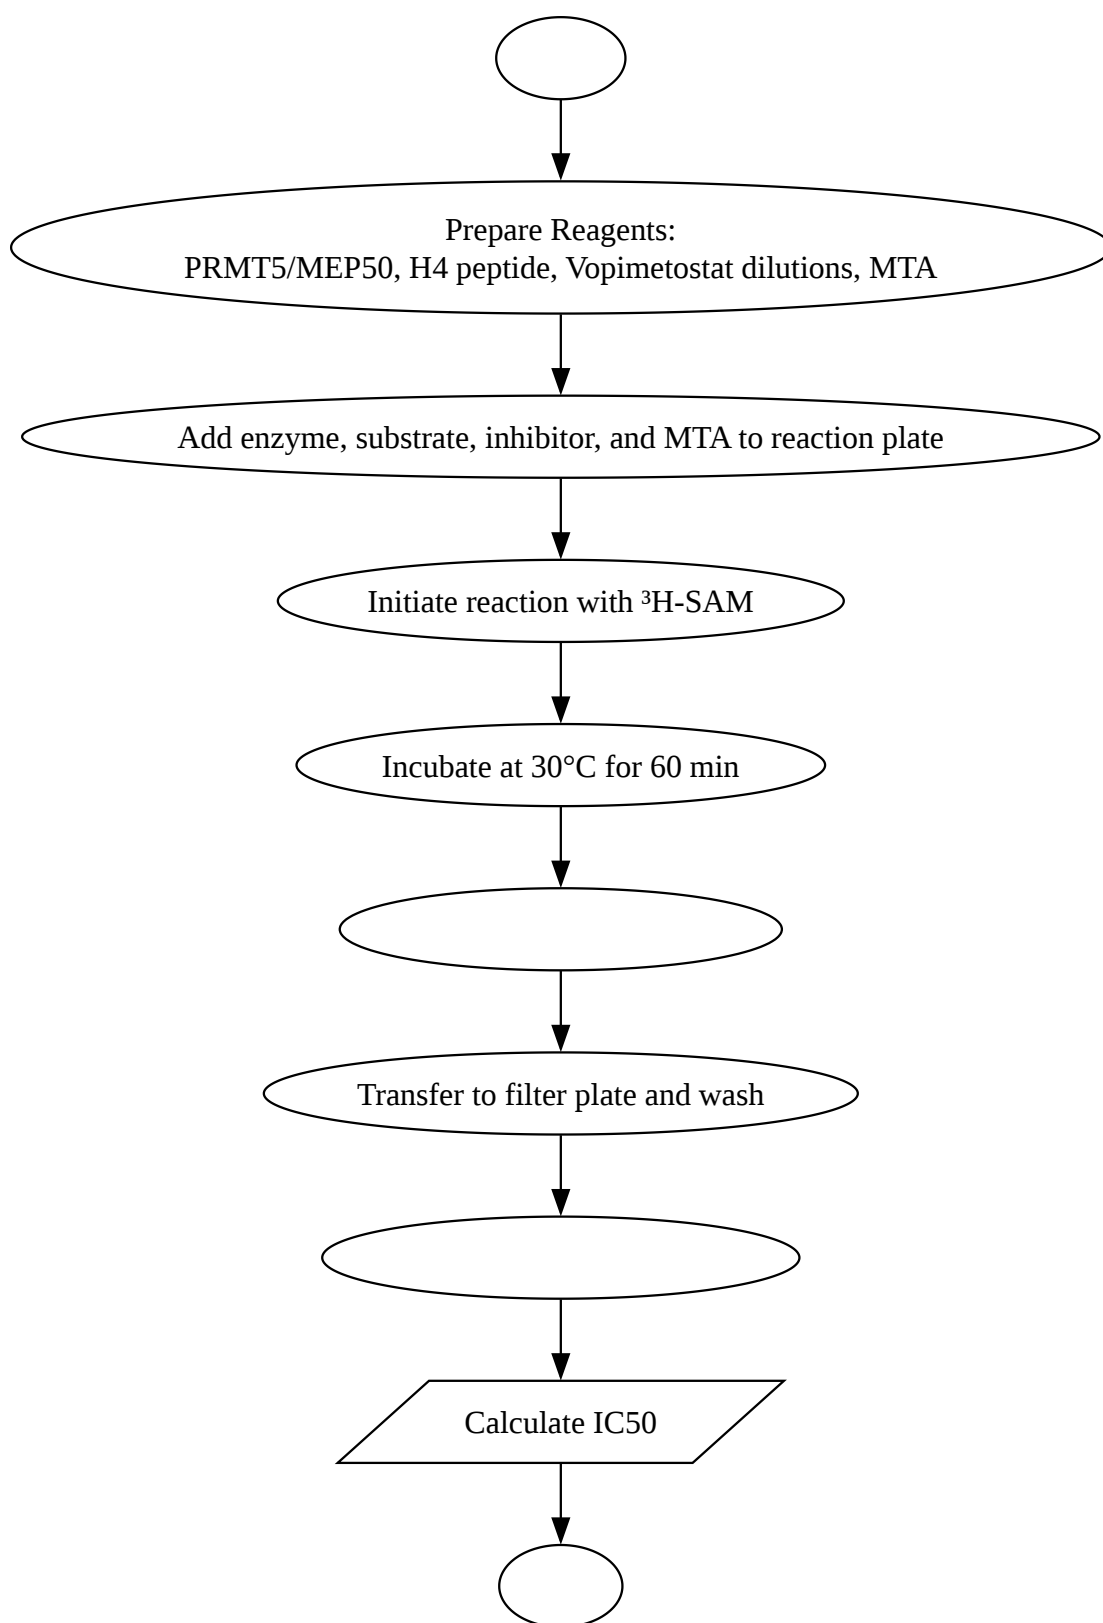 Prepare Reagents:
PRMT5/MEP50, H4 peptide, Vopimetostat dilutions, MTA
Add enzyme, substrate, inhibitor, and MTA to reaction plate
Initiate reaction with ³H-SAM
Incubate at 30°C for 60 min
Transfer to filter plate and wash
Calculate IC50